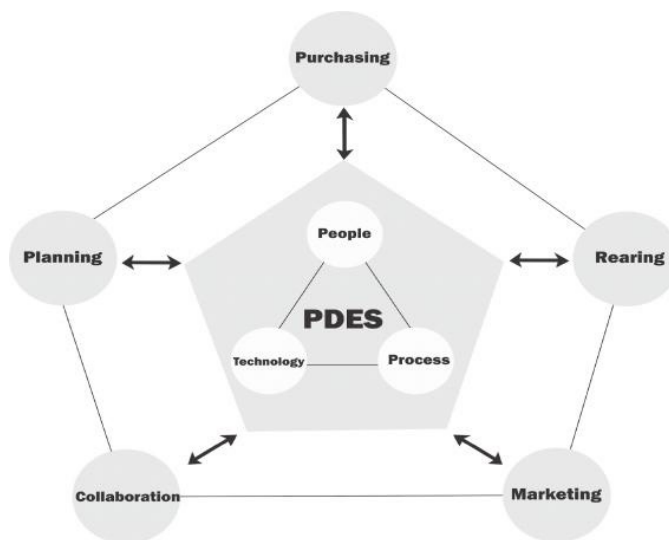 Purchasing
Planning
Rearing
People
PDES
Technology
Process
Collaboration
Marketing